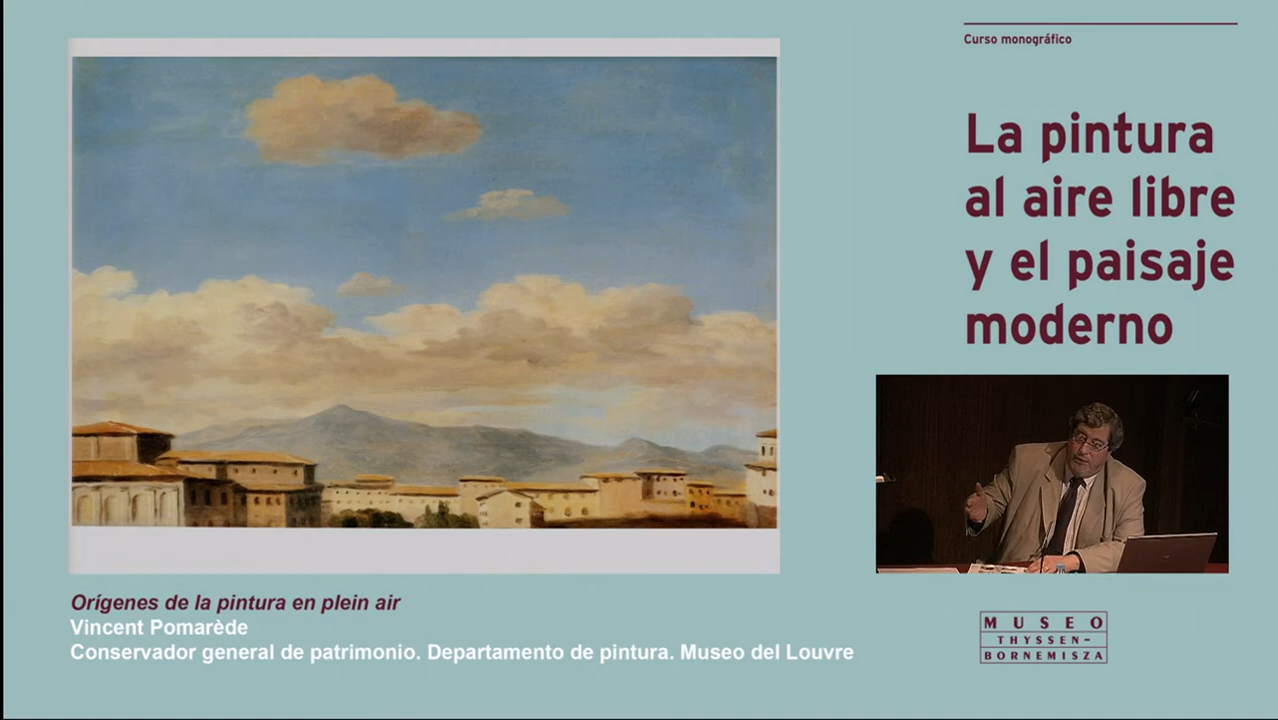 Curso monográfico
La pintura
al aire libre
y el paisaje
moderno
Orígenes de la pintura en plein air
Vincent Pomarède
Conservador general de patrimonio. Departamento de pintura. Museo del Louvre
MUSEO
THYSSEN-
BORNEMISZA